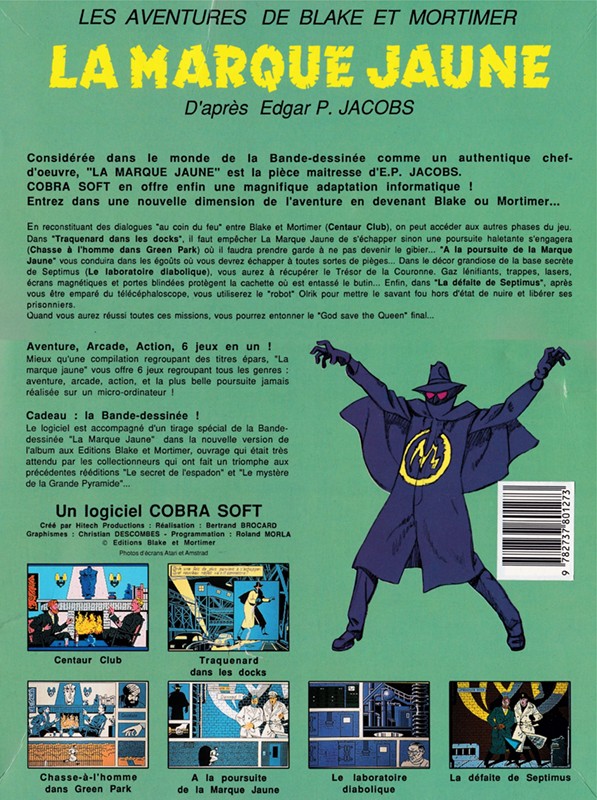 LES AVENTURES DE BLAKE ET MORTIMER
LA MARQUE JAUNE
D'après Edgar P. JACOBS
Considérée dans le monde de la Bande-dessinée comme un authentique chef-
d'oeuvre, "LA MARQUE JAUNE" est la pièce maitresse d'E.P. JACOBS.
COBRA SOFT en offre enfin une magnifique adaptation informatique !
Entrez dans une nouvelle dimension de l'aventure en devenant Blake ou Mortimer...
En reconstituant des dialogues "au coin du feu" entre Blake et Mortimer (Centaur Club), on peut accéder aux autres phases du jeu.
Dans "Traquenard dans les docks", il faut empêcher La Marque Jaune de s'échapper sinon une poursuite haletante s'engagera
(Chasse à l'homme dans Green Park) où il faudra prendre garde à ne pas devenir le gibier... "A la poursuite de la Marque
Jaune" vous conduira dans les égoûts où vous devrez échapper à toutes sortes de pièges... Dans le décor grandiose de la base secrète
de Septimus (Le laboratoire diabolique), vous aurez à récupérer le Trésor de la Couronne. Gaz lénifiants, trappes, lasers,
écrans magnétiques et portes blindées protègent la cachette où est entassé le butin... Enfin, dans "La défaite de Septimus", après
vous être emparé du télécéphaloscope, vous utiliserez le "robot" Olrik pour mettre le savant fou hors d'état de nuire et libérer ses
prisonniers.
Quand vous aurez réussi toutes ces missions, vous pourrez entonner le "God save the Queen" final...
Aventure, Arcade, Action, 6 jeux en un !
Mieux qu'une compilation regroupant des titres épars, "La
marque jaune" vous offre 6 jeux regroupant tous les genres :
aventure, arcade, action, et la plus belle poursuite jamais
réalisée sur un micro-ordinateur !
Cadeau : la Bande-dessinée !
Le logiciel est accompagné d'un tirage spécial de la Bande-
dessinée "La Marque Jaune" dans la nouvelle version de
l'album aux Editions Blake et Mortimer, ouvrage qui était très
attendu par les collectionneurs qui ont fait un triomphe aux
précédentes rééditions "Le secret de l'espadon" et "Le mystère
de la Grande Pyramide"...
Un logiciel COBRA SOFT
Créé par Hitech Productions : Réalisation : Bertrand BROCARD
Graphismes : Christian DESCOMBES - Programmation : Roland MORLA
© Editions Blake et Mortimer
Photos d'écrans Atari et Amstrad
9 782737 801273
Centaur Club
Traquenard
dans les docks
Chasse-à-l'homme
dans Green Park
A la poursuite
de la Marque Jaune
Le laboratoire
diabolique
La défaite de Septimus